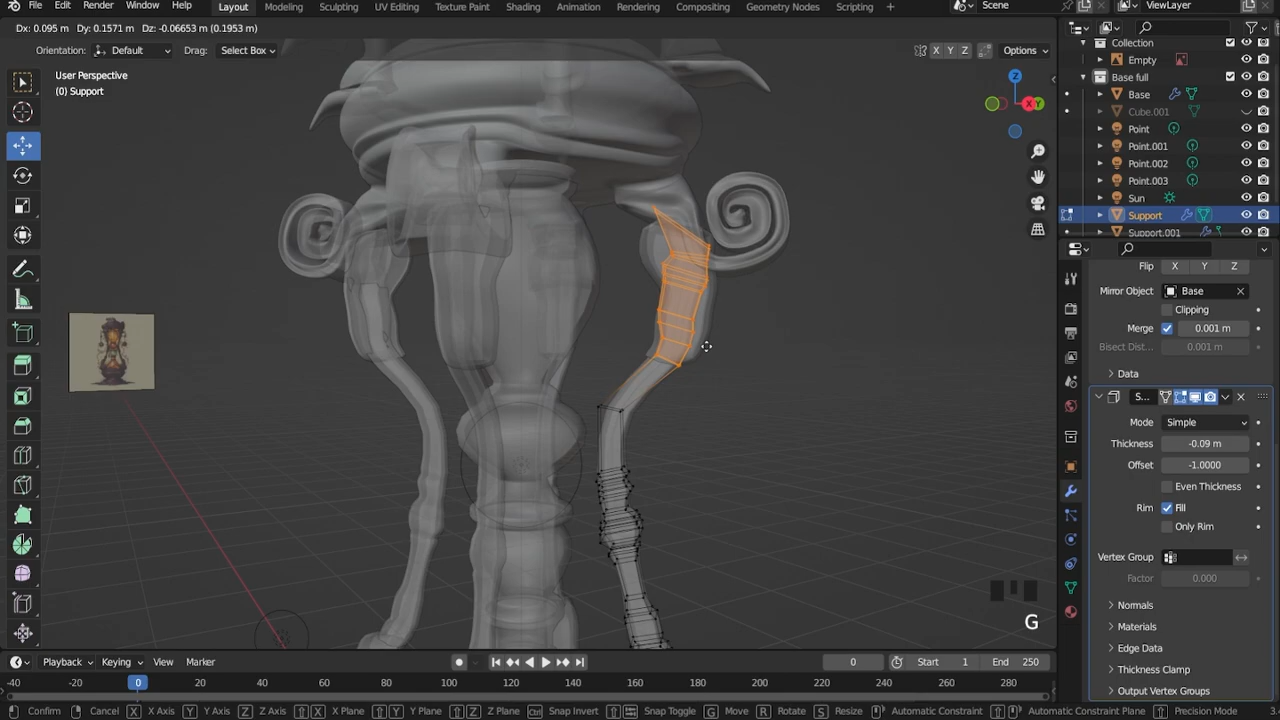 File Edit Render Window Help Layout Modeling Sculpting UV Editing Texture Paint Shading Animation Rendering Compositing Geometry Nodes Scripting + Scene ViewLayer
Dx: 0.095 m Dy: 0.1571 m Dz: -0.06653 m (0.1953 m)
Orientation: Default Drag: Select Box X Y Z Options
User Perspective
(0) Support
Z
X Y
Collection
Empty
Base full
Base
Cube.001
Point
Point.001
Point.002
Point.003
Sun
Support
Support.001
Flip X Y Z
Mirror Object Base
Clipping
Merge 0.001 m
Bisect Dist... 0.001 m
Data
S...
Mode Simple
Thickness -0.09 m
Offset -1.0000
Even Thickness
Rim Fill
Only Rim
Vertex Group
Factor 0.000
Normals
Materials
Edge Data
Thickness Clamp
Output Vertex Groups
G
Playback Keying View Marker 0 Start 1 End 250
-40 -20 0 20 40 60 80 100 120 140 160 180 200 220 240 260 280
Confirm Cancel X X Axis Y Y Axis Z Z Axis X X Plane Y Y Plane Z Z Plane Ctrl Snap Invert Snap Toggle G Move R Rotate S Resize Automatic Constraint Automatic Constraint Plane 3